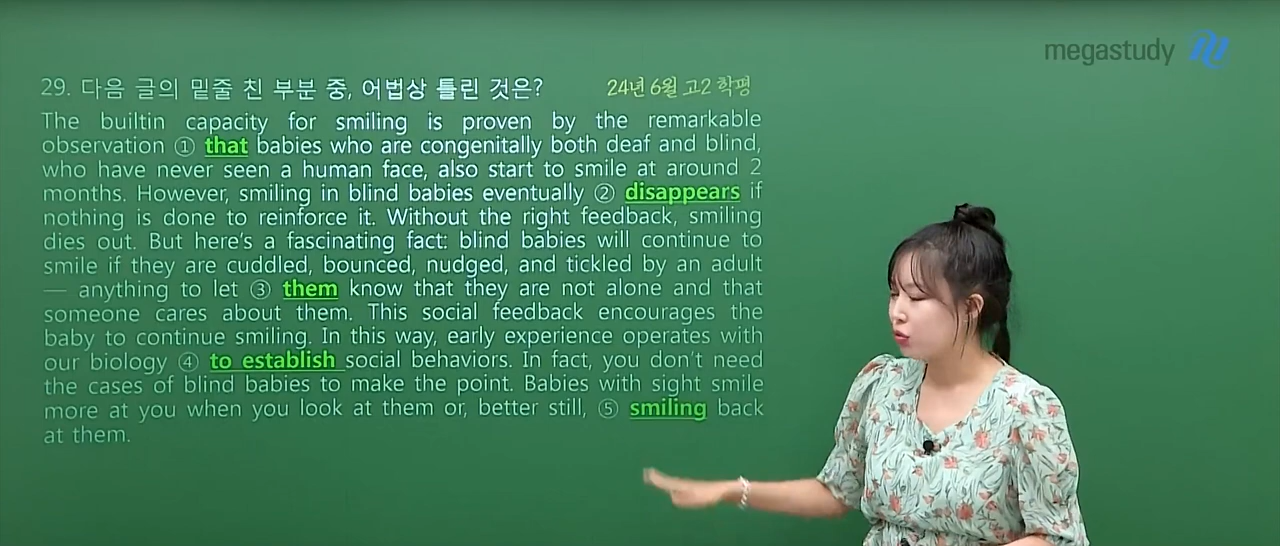 megastudy
29. 다음 글의 밑줄 친 부분 중, 어법상 틀린 것은? 24년 6월 고2 학평
The builtin capacity for smiling is proven by the remarkable
observation ① that babies who are congenitally both deaf and blind,
who have never seen a human face, also start to smile at around 2
months. However, smiling in blind babies eventually ② disappears if
nothing is done to reinforce it. Without the right feedback, smiling
dies out. But here's a fascinating fact: blind babies will continue to
smile if they are cuddled, bounced, nudged, and tickled by an adult
— anything to let ③ them know that they are not alone and that
someone cares about them. This social feedback encourages the
baby to continue smiling. In this way, early experience operates with
our biology ④ to establish social behaviors. In fact, you don't need
the cases of blind babies to make the point. Babies with sight smile
more at you when you look at them or, better still, ⑤ smiling back
at them.